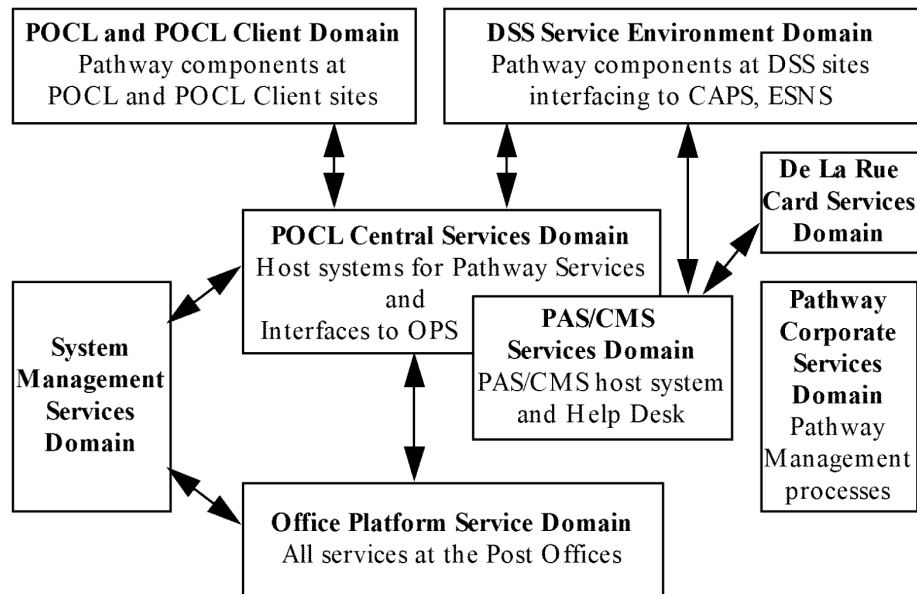 POCL and POCL Client Domain
Pathway components at
POCL and POCL Client sites
DSS Service Environment Domain
Pathway components at DSS sites
interfacing to CAPS, ESNS
De La Rue
Card Services
Domain
POCL Central Services Domain
Host systems for Pathway Services
and
Interfaces to OPS
PAS/CMS
Services Domain
PAS/CMS host system
and Help Desk
System
Management
Services
Domain
Pathway
Corporate
Services
Domain
Pathway
Management
processes
Office Platform Service Domain
All services at the Post Offices